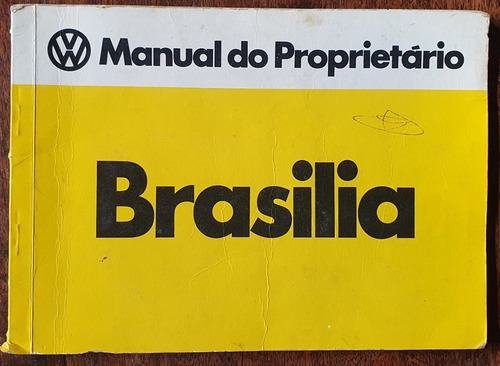 VW Manual do Proprietário
Brasilia